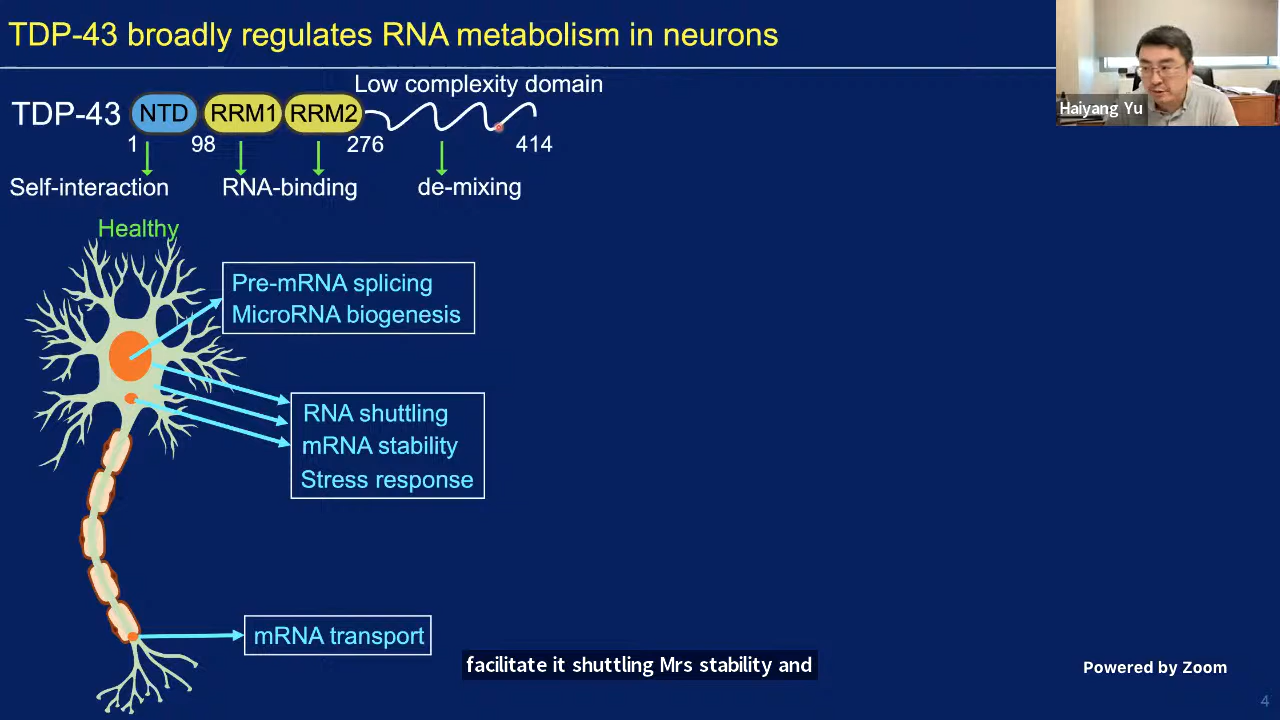 TDP-43 broadly regulates RNA metabolism in neurons
Low complexity domain
TDP-43 NTD RRM1 RRM2
1 98 276 414
Self-interaction RNA-binding de-mixing
Healthy
Pre-mRNA splicing
MicroRNA biogenesis
RNA shuttling
mRNA stability
Stress response
mRNA transport
facilitate it shuttling Mrs stability and
Haiyang Yu
Powered by Zoom
4